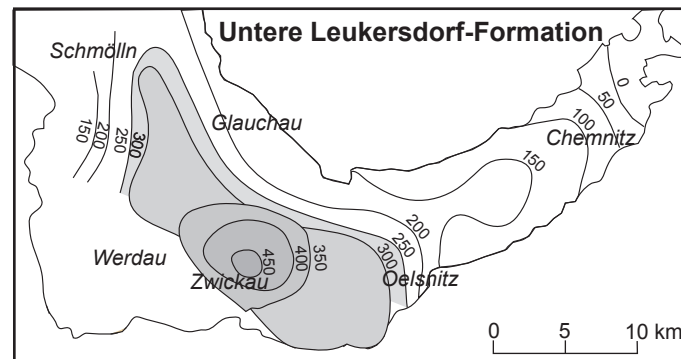 Untere Leukersdorf-Formation
Schmölln
0
50
100
Glauchau
Chemnitz
150
200
250
300
150
200
250
300
Werdau
350
400
450
Zwickau
Oelsnitz
0 5 10 km